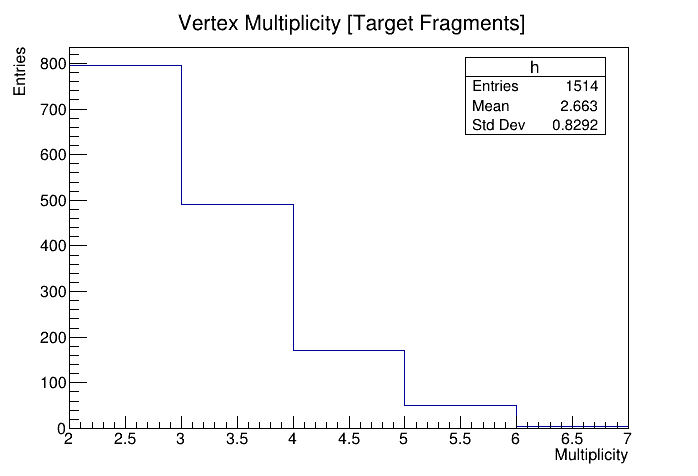 Vertex Multiplicity [Target Fragments]
Entries
h
Entries 1514
Mean 2.663
Std Dev 0.8292
800
700
600
500
400
300
200
100
0
2 2.5 3 3.5 4 4.5 5 5.5 6 6.5 7
Multiplicity